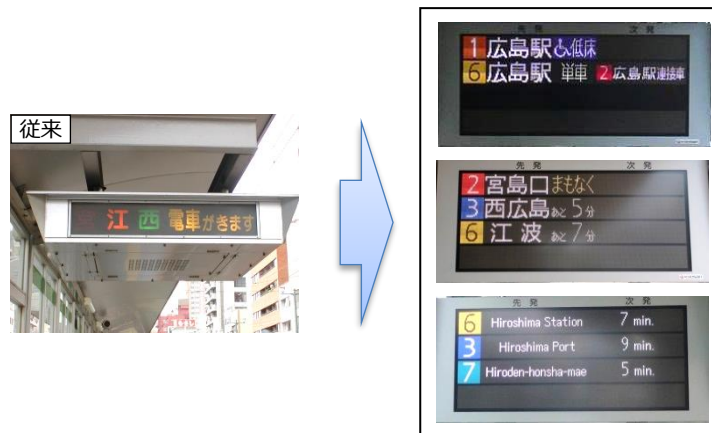 従来
江 西 電車がきます
先発 次発
1 広島駅 低床
6 広島駅 単車 2 広島駅連接車
先発 次発
2 宮島口 まもなく
3 西広島 あと5分
6 江波 あと7分
先発 次発
6 Hiroshima Station 7 min.
3 Hiroshima Port 9 min.
7 Hiroden-honsha-mae 5 min.